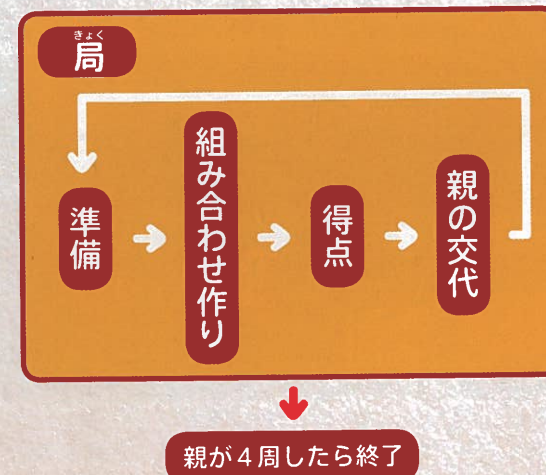 きょく
局
準備
組み合わせ作り
得点
親の交代
親が4周したら終了